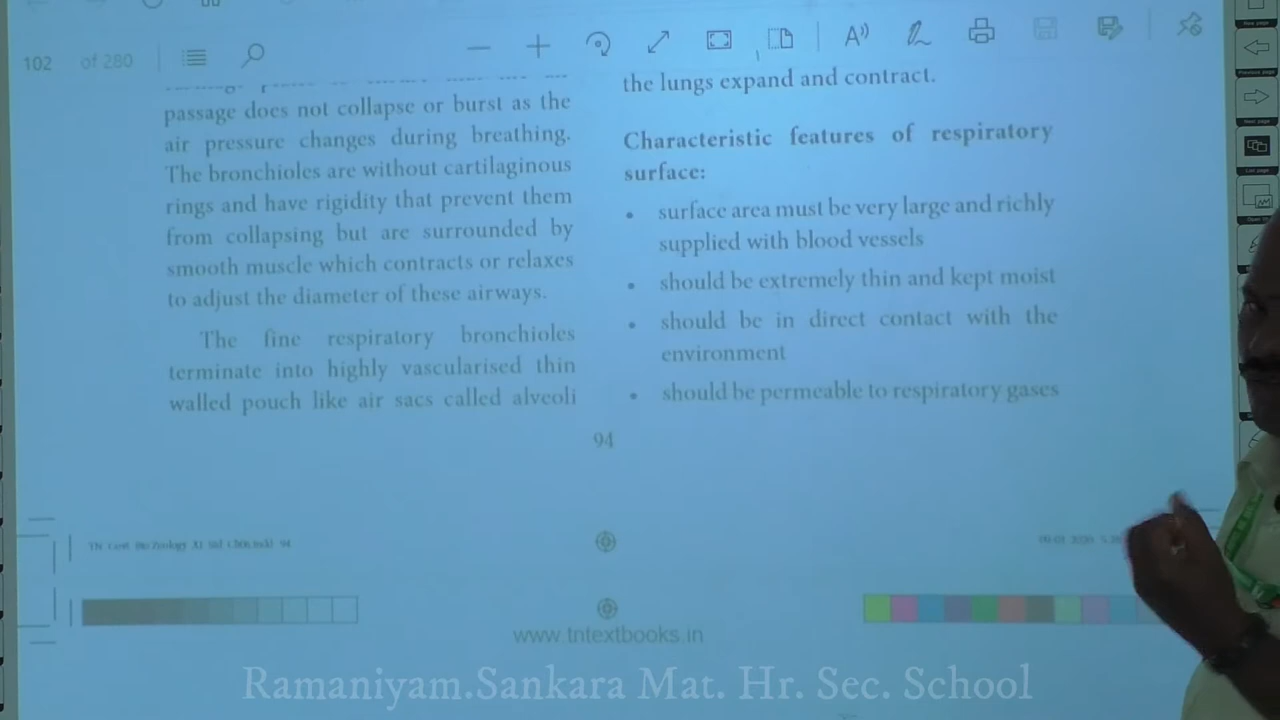 102 of 280
passage does not collapse or burst as the
air pressure changes during breathing.
The bronchioles are without cartilaginous
rings and have rigidity that prevent them
from collapsing but are surrounded by
smooth muscle which contracts or relaxes
to adjust the diameter of these airways.
The fine respiratory bronchioles
terminate into highly vascularised thin
walled pouch like air sacs called alveoli
the lungs expand and contract.
Characteristic features of respiratory
surface:
• surface area must be very large and richly
supplied with blood vessels
• should be extremely thin and kept moist
• should be in direct contact with the
environment
• should be permeable to respiratory gases
94
www.tntextbooks.in
Ramaniyam.Sankara Mat. Hr. Sec. School